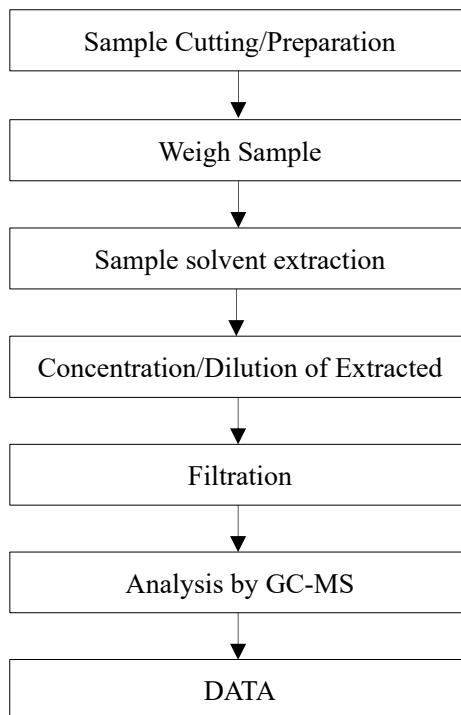 Sample Cutting/Preparation
Weigh Sample
Sample solvent extraction
Concentration/Dilution of Extracted
Filtration
Analysis by GC-MS
DATA